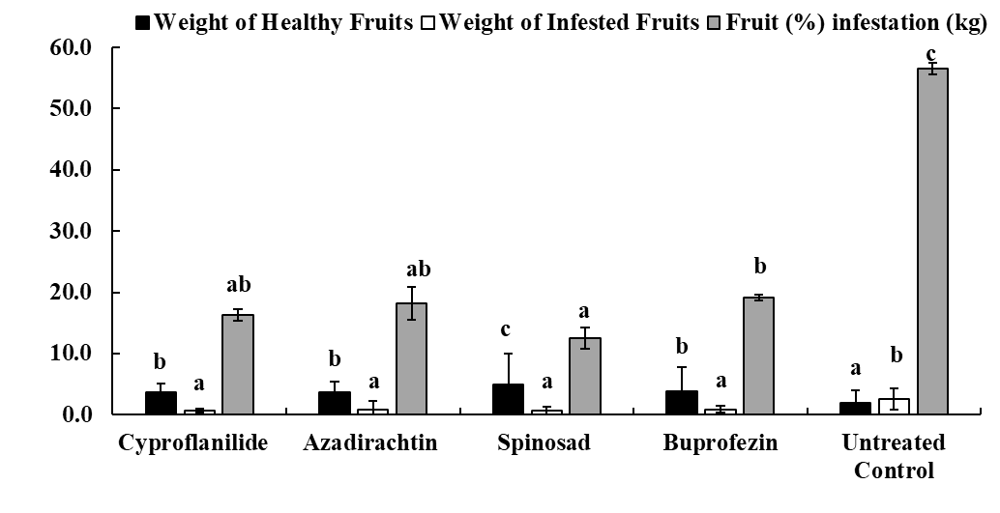 Weight of Healthy Fruits Weight of Infested Fruits Fruit (%) infestation (kg)
60.0
50.0
40.0
30.0
20.0
10.0
0.0
b a ab
b a ab
c a a
b a b
a b c
Cyproflanilide Azadirachtin Spinosad Buprofezin Untreated
Control